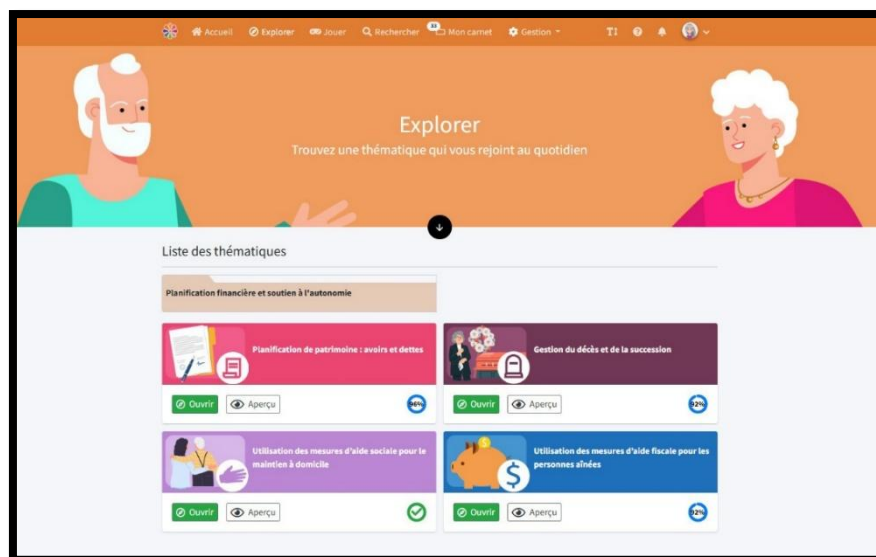 Accueil Explorer Jouer Rechercher Mon carnet Gestion
Explorer
Trouvez une thématique qui vous rejoint au quotidien
Liste des thématiques
Planification financière et soutien à l'autonomie
Planification de patrimoine : avoirs et dettes
Ouvrir Aperçu 96%
Gestion du décès et de la succession
Ouvrir Aperçu 92%
Utilisation des mesures d'aide sociale pour le
maintien à domicile
Ouvrir Aperçu
Utilisation des mesures d'aide fiscale pour les
personnes aînées
Ouvrir Aperçu 92%